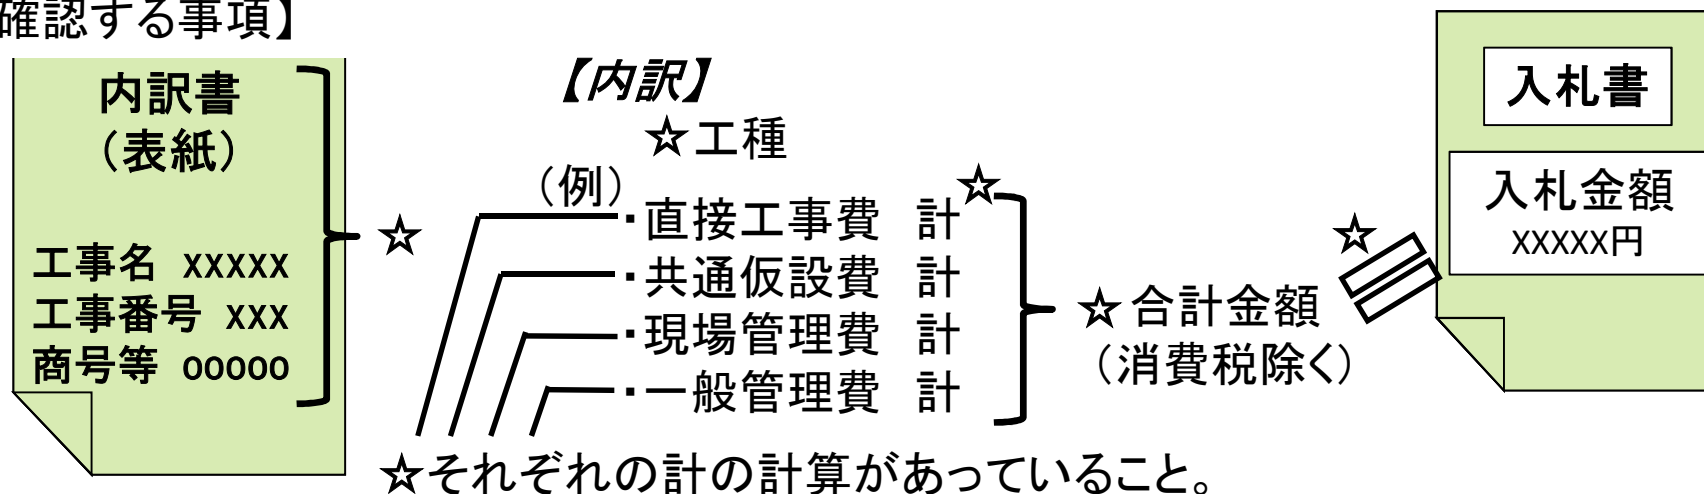 確認する事項】
内訳書
（表紙）
工事名 XXXXX
工事番号 XXX
商号等 OOOOO
☆
【内訳】
☆工種
（例）
☆
・直接工事費 計
・共通仮設費 計
・現場管理費 計
・一般管理費 計
☆それぞれの計の計算があっていること。
☆合計金額
（消費税除く）
☆
入札書
入札金額
XXXXX円